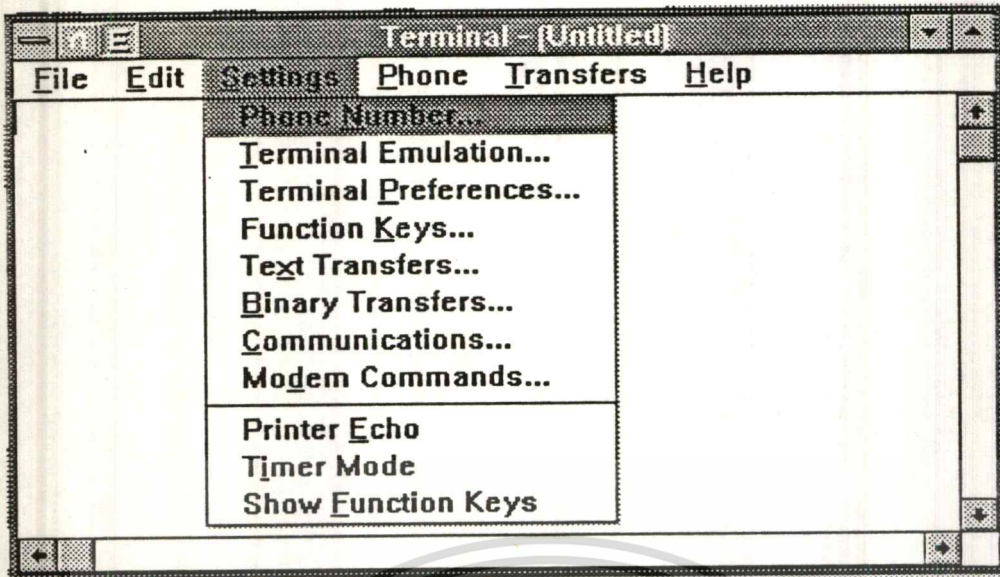 Terminal - (Untitled)
File Edit Settings Phone Transfers Help
Phone Number...
Terminal Emulation...
Terminal Preferences...
Function Keys...
Text Transfers...
Binary Transfers...
Communications...
Modem Commands...
Printer Echo
Timer Mode
Show Function Keys